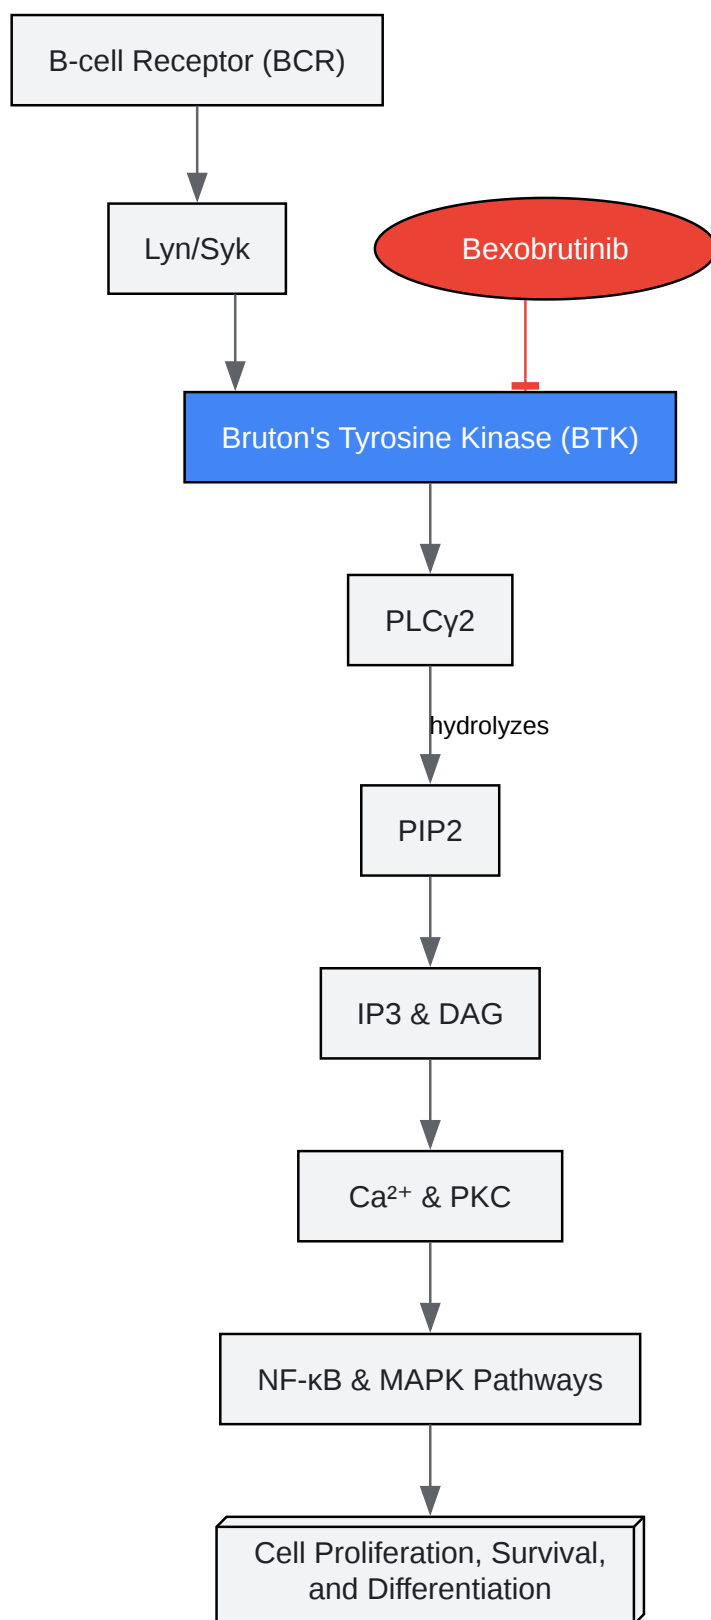 B-cell Receptor (BCR)
Lyn/Syk
Bexobrutinib
Bruton's Tyrosine Kinase (BTK)
PLCγ2
hydrolyzes
PIP2
IP3 & DAG
Ca²⁺ & PKC
NF-κB & MAPK Pathways
Cell Proliferation, Survival,
and Differentiation